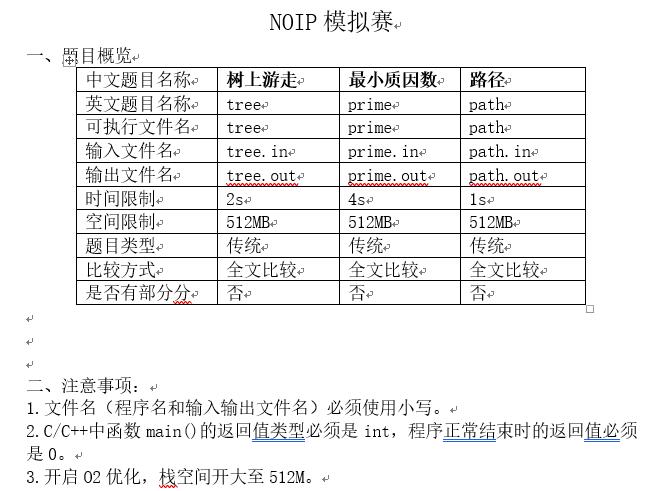 NOIP 模拟赛
一、题目概览
中文题目名称 树上游走 最小质因数 路径
英文题目名称 tree prime path
可执行文件名 tree prime path
输入文件名 tree.in prime.in path.in
输出文件名 tree.out prime.out path.out
时间限制 2s 4s 1s
空间限制 512MB 512MB 512MB
题目类型 传统 传统 传统
比较方式 全文比较 全文比较 全文比较
是否有部分分 否 否 否
二、注意事项：
1.文件名（程序名和输入输出文件名）必须使用小写。
2.C/C++中函数 main()的返回值类型必须是 int，程序正常结束时的返回值必须
是0。
3.开启 O2 优化，栈空间开大至 512M。